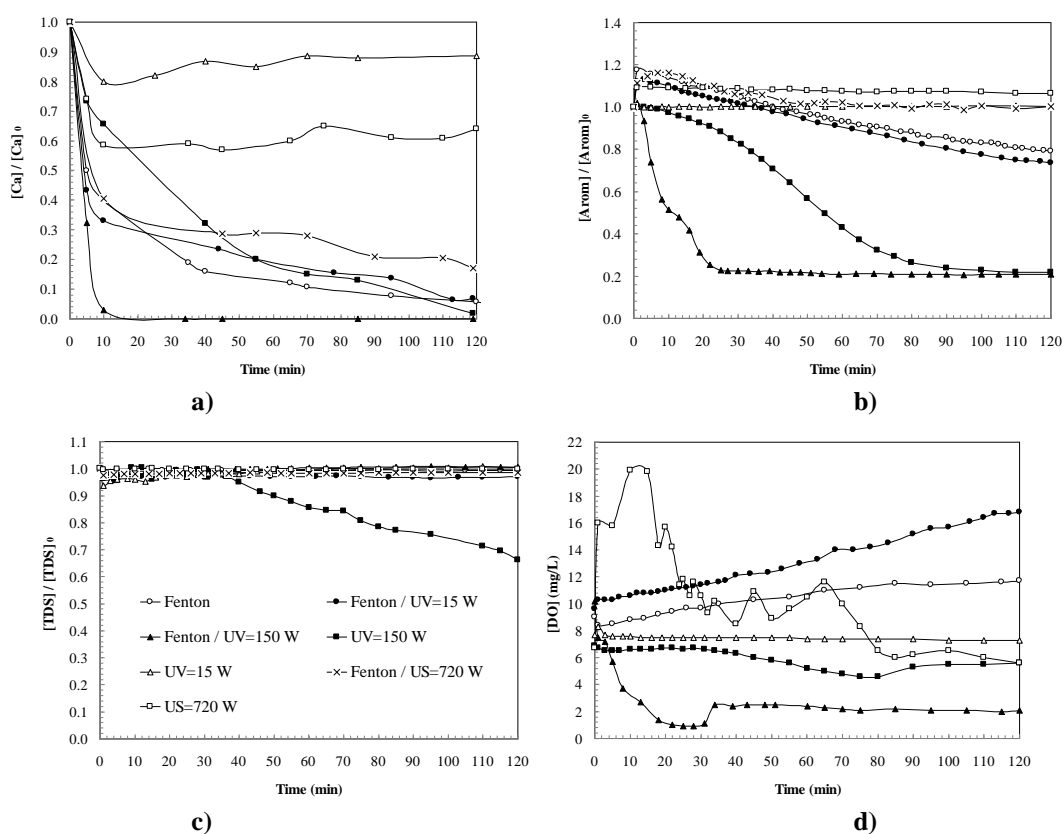 1.0
0.9
0.8
0.7
0.6
0.5
0.4
0.3
0.2
0.1
0.0
[Ca] / [Ca]₀
0 10 20 30 40 50 60 70 80 90 100 110 120
Time (min)
a)
1.4
1.2
1.0
0.8
0.6
0.4
0.2
0.0
[Arom] / [Arom]₀
0 10 20 30 40 50 60 70 80 90 100 110 120
Time (min)
b)
1.1
1.0
0.9
0.8
0.7
0.6
0.5
0.4
0.3
0.2
0.1
0.0
[TDS] / [TDS]₀
Fenton
Fenton / UV=15 W
Fenton / UV=150 W
UV=150 W
UV=15 W
Fenton / US=720 W
US=720 W
0 10 20 30 40 50 60 70 80 90 100 110 120
Time (min)
c)
22
20
18
16
14
12
10
8
6
4
2
0
[DO] (mg/L)
0 10 20 30 40 50 60 70 80 90 100 110 120
Time (min)
d)